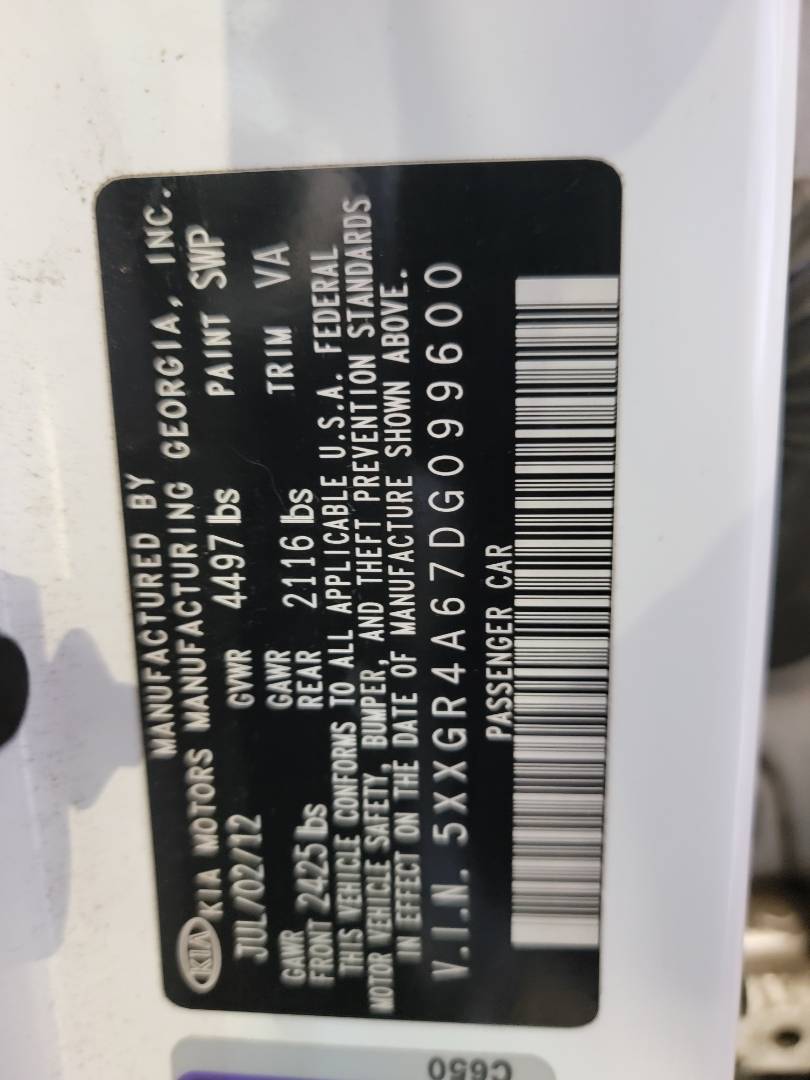 MANUFACTURED BY
KIA KIA MOTORS MANUFACTURING GEORGIA, INC.
JUL/02/12 GVWR 4497 lbs PAINT SWP
GAWR FRONT 2425 lbs GAWR REAR 2116 lbs TRIM VA
THIS VEHICLE CONFORMS TO ALL APPLICABLE U.S.A. FEDERAL
MOTOR VEHICLE SAFETY, BUMPER, AND THEFT PREVENTION STANDARDS
IN EFFECT ON THE DATE OF MANUFACTURE SHOWN ABOVE.
V.I.N. 5XXGR4A67DG099600
PASSENGER CAR
C650